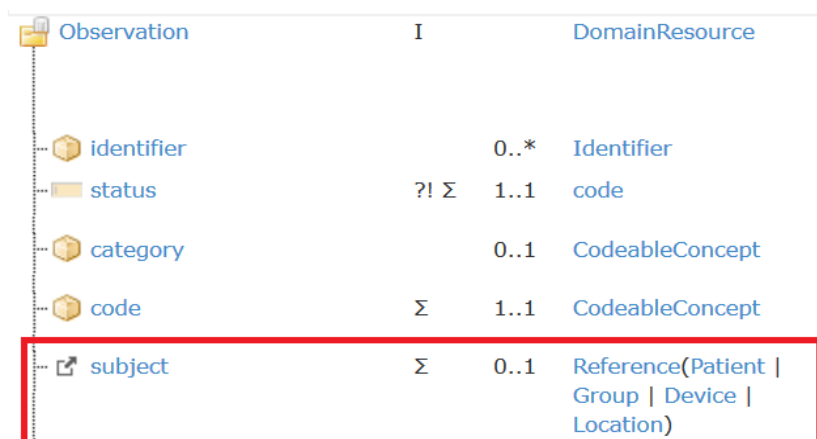 Observation I DomainResource
identifier 0..* Identifier
status ?! Σ 1..1 code
category 0..1 CodeableConcept
code Σ 1..1 CodeableConcept
subject Σ 0..1 Reference(Patient |
Group | Device |
Location)